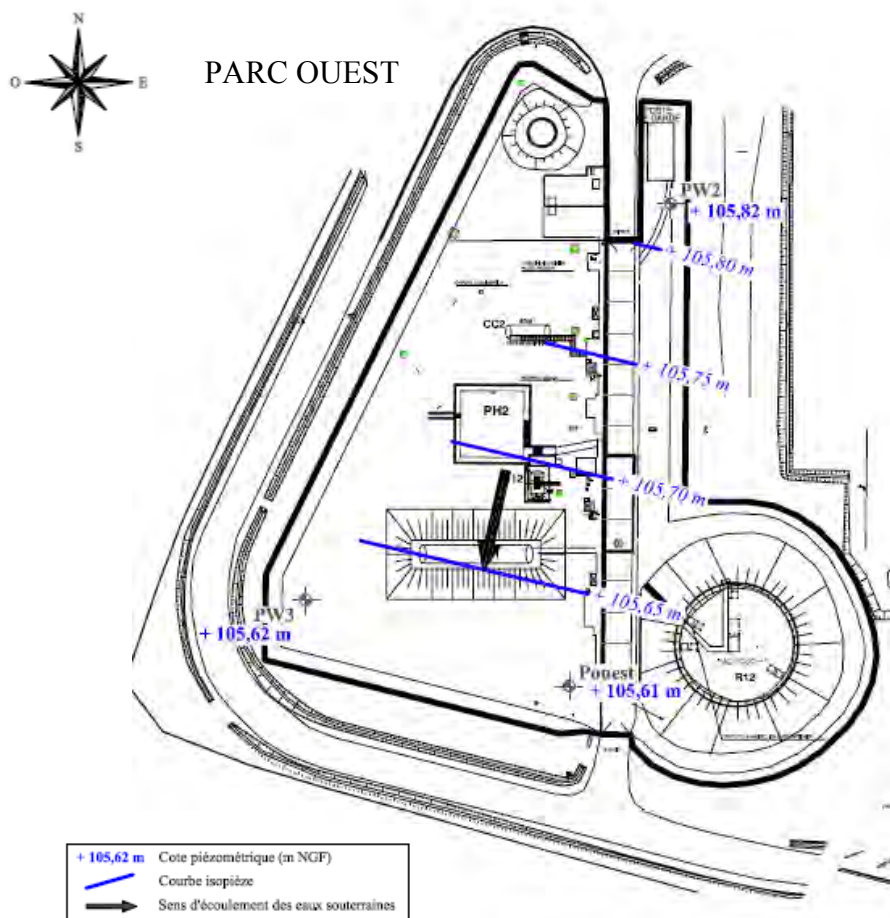 N
O
E
S
PARC OUEST
PW2
+ 105,82 m
+ 105,80 m
CC2
+ 105,75 m
PH2
+ 105,70 m
+ 105,65 m
PW3
+ 105,62 m
Pouest
+ 105,61 m
R12
+ 105,62 m Cote piézométrique (m NGF)
Courbe isopièze
Sens d'écoulement des eaux souterraines